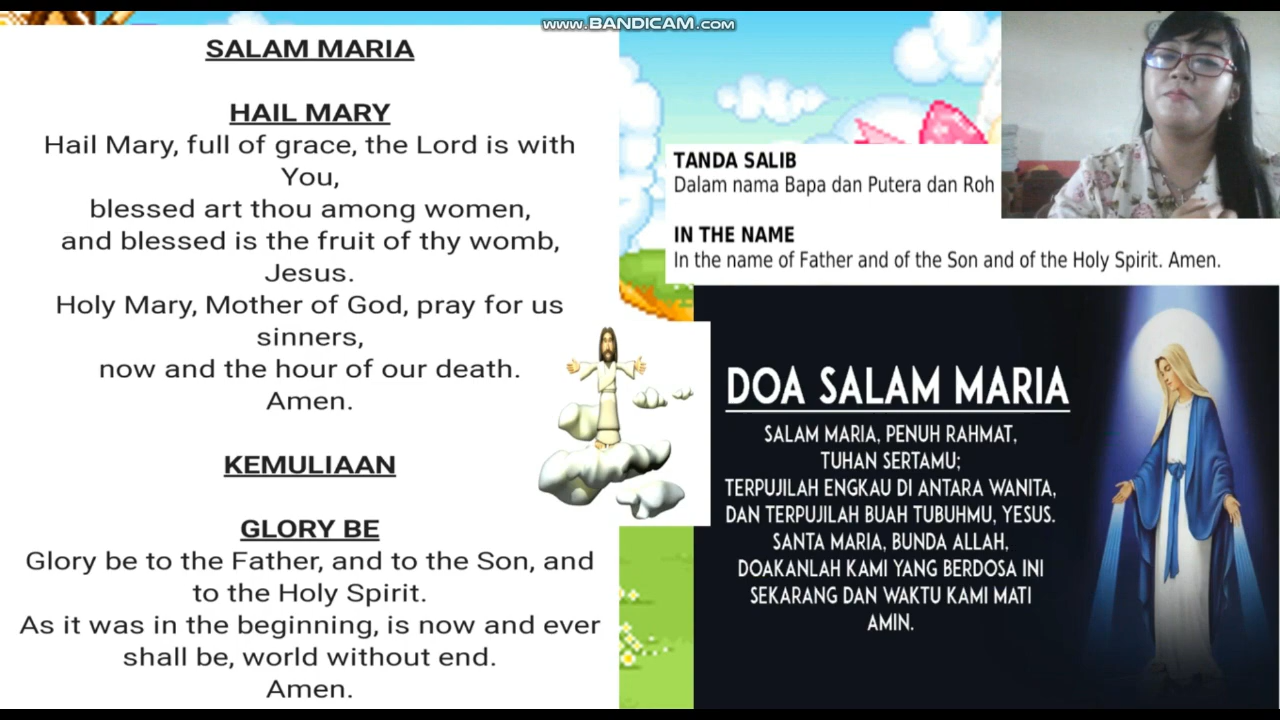 www.BANDICAM.com
SALAM MARIA
HAIL MARY
Hail Mary, full of grace, the Lord is with
You,
blessed art thou among women,
and blessed is the fruit of thy womb,
Jesus.
Holy Mary, Mother of God, pray for us
sinners,
now and the hour of our death.
Amen.
KEMULIAAN
GLORY BE
Glory be to the Father, and to the Son, and
to the Holy Spirit.
As it was in the beginning, is now and ever
shall be, world without end.
Amen.
TANDA SALIB
Dalam nama Bapa dan Putera dan Roh
IN THE NAME
In the name of Father and of the Son and of the Holy Spirit. Amen.
DOA SALAM MARIA
SALAM MARIA, PENUH RAHMAT,
TUHAN SERTAMU;
TERPUJILAH ENGKAU DI ANTARA WANITA,
DAN TERPUJILAH BUAH TUBUHMU, YESUS.
SANTA MARIA, BUNDA ALLAH,
DOAKANLAH KAMI YANG BERDOSA INI
SEKARANG DAN WAKTU KAMI MATI
AMIN.